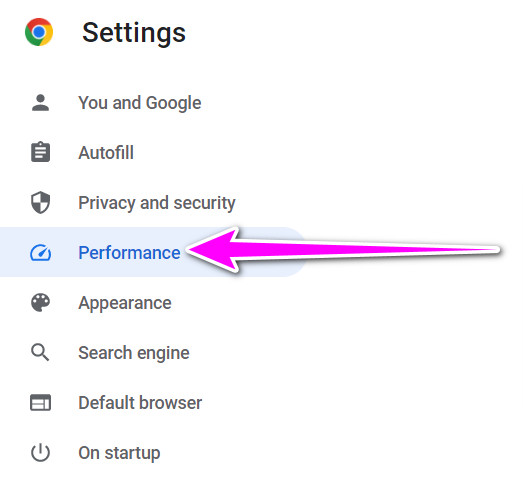 Settings
You and Google
Autofill
Privacy and security
Performance
Appearance
Search engine
Default browser
On startup